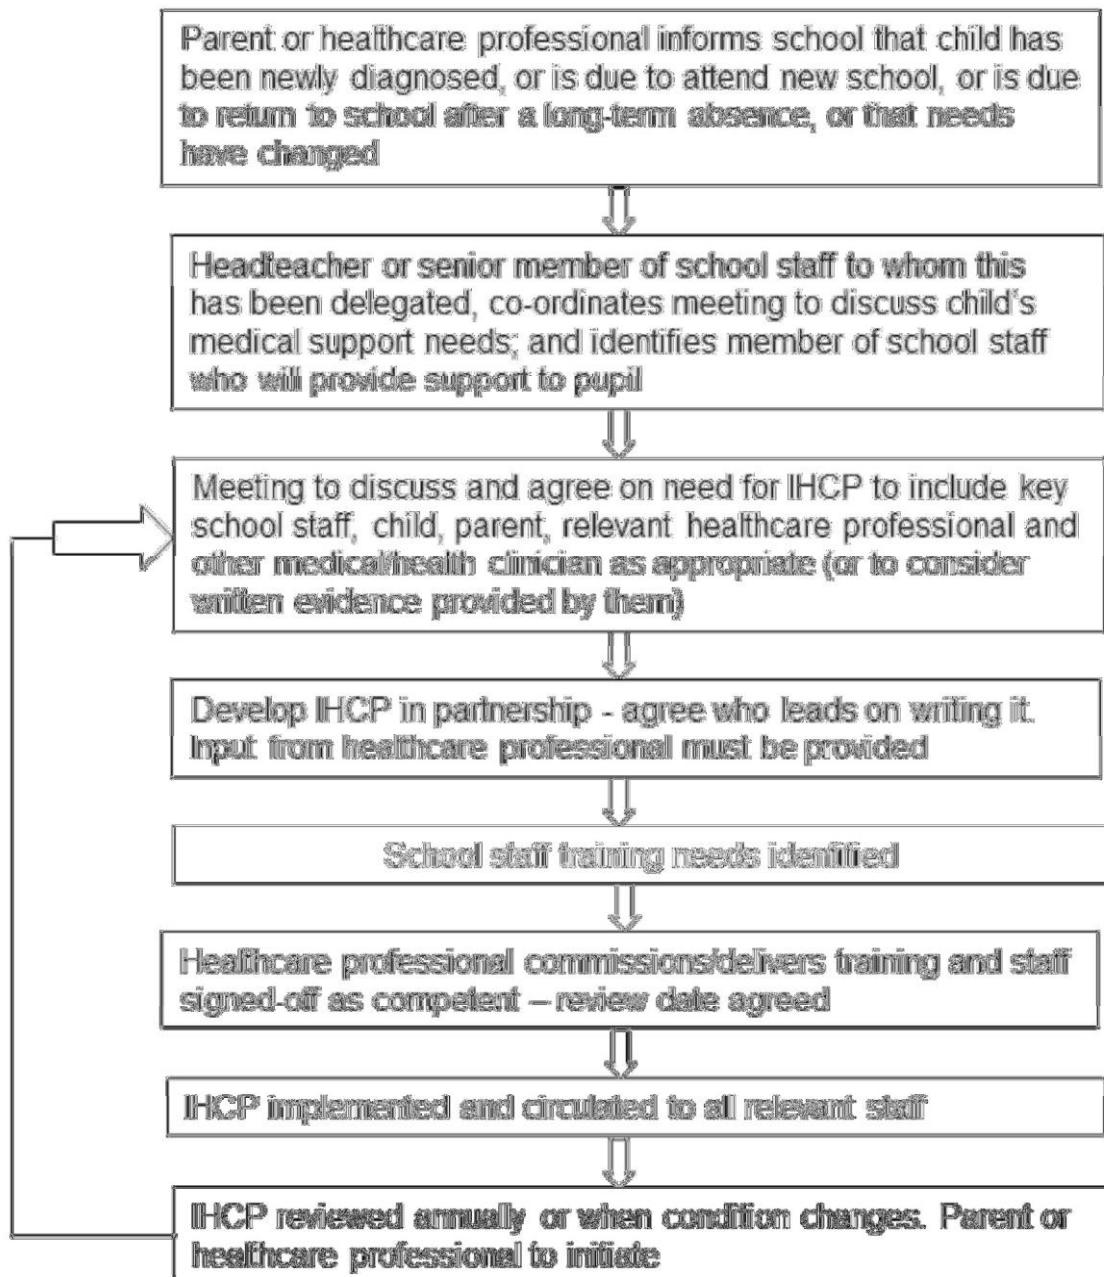 Parent or healthcare professional informs school that child has
been newly diagnosed, or is due to attend new school, or is due
to return to school after a long-term absence, or that needs
have changed
Headteacher or senior member of school staff to whom this
has been delegated, co-ordinates meeting to discuss child's
medical support needs; and identifies member of school staff
who will provide support to pupil
Meeting to discuss and agree on need for IHCP to include key
school staff, child, parent, relevant healthcare professional and
other medical/health clinician as appropriate (or to consider
written evidence provided by them)
Develop IHCP in partnership - agree who leads on writing it.
Input from healthcare professional must be provided
School staff training needs identified
Healthcare professional commissions/delivers training and staff
signed-off as competent – review date agreed
IHCP implemented and circulated to all relevant staff
IHCP reviewed annually or when condition changes. Parent or
healthcare professional to initiate